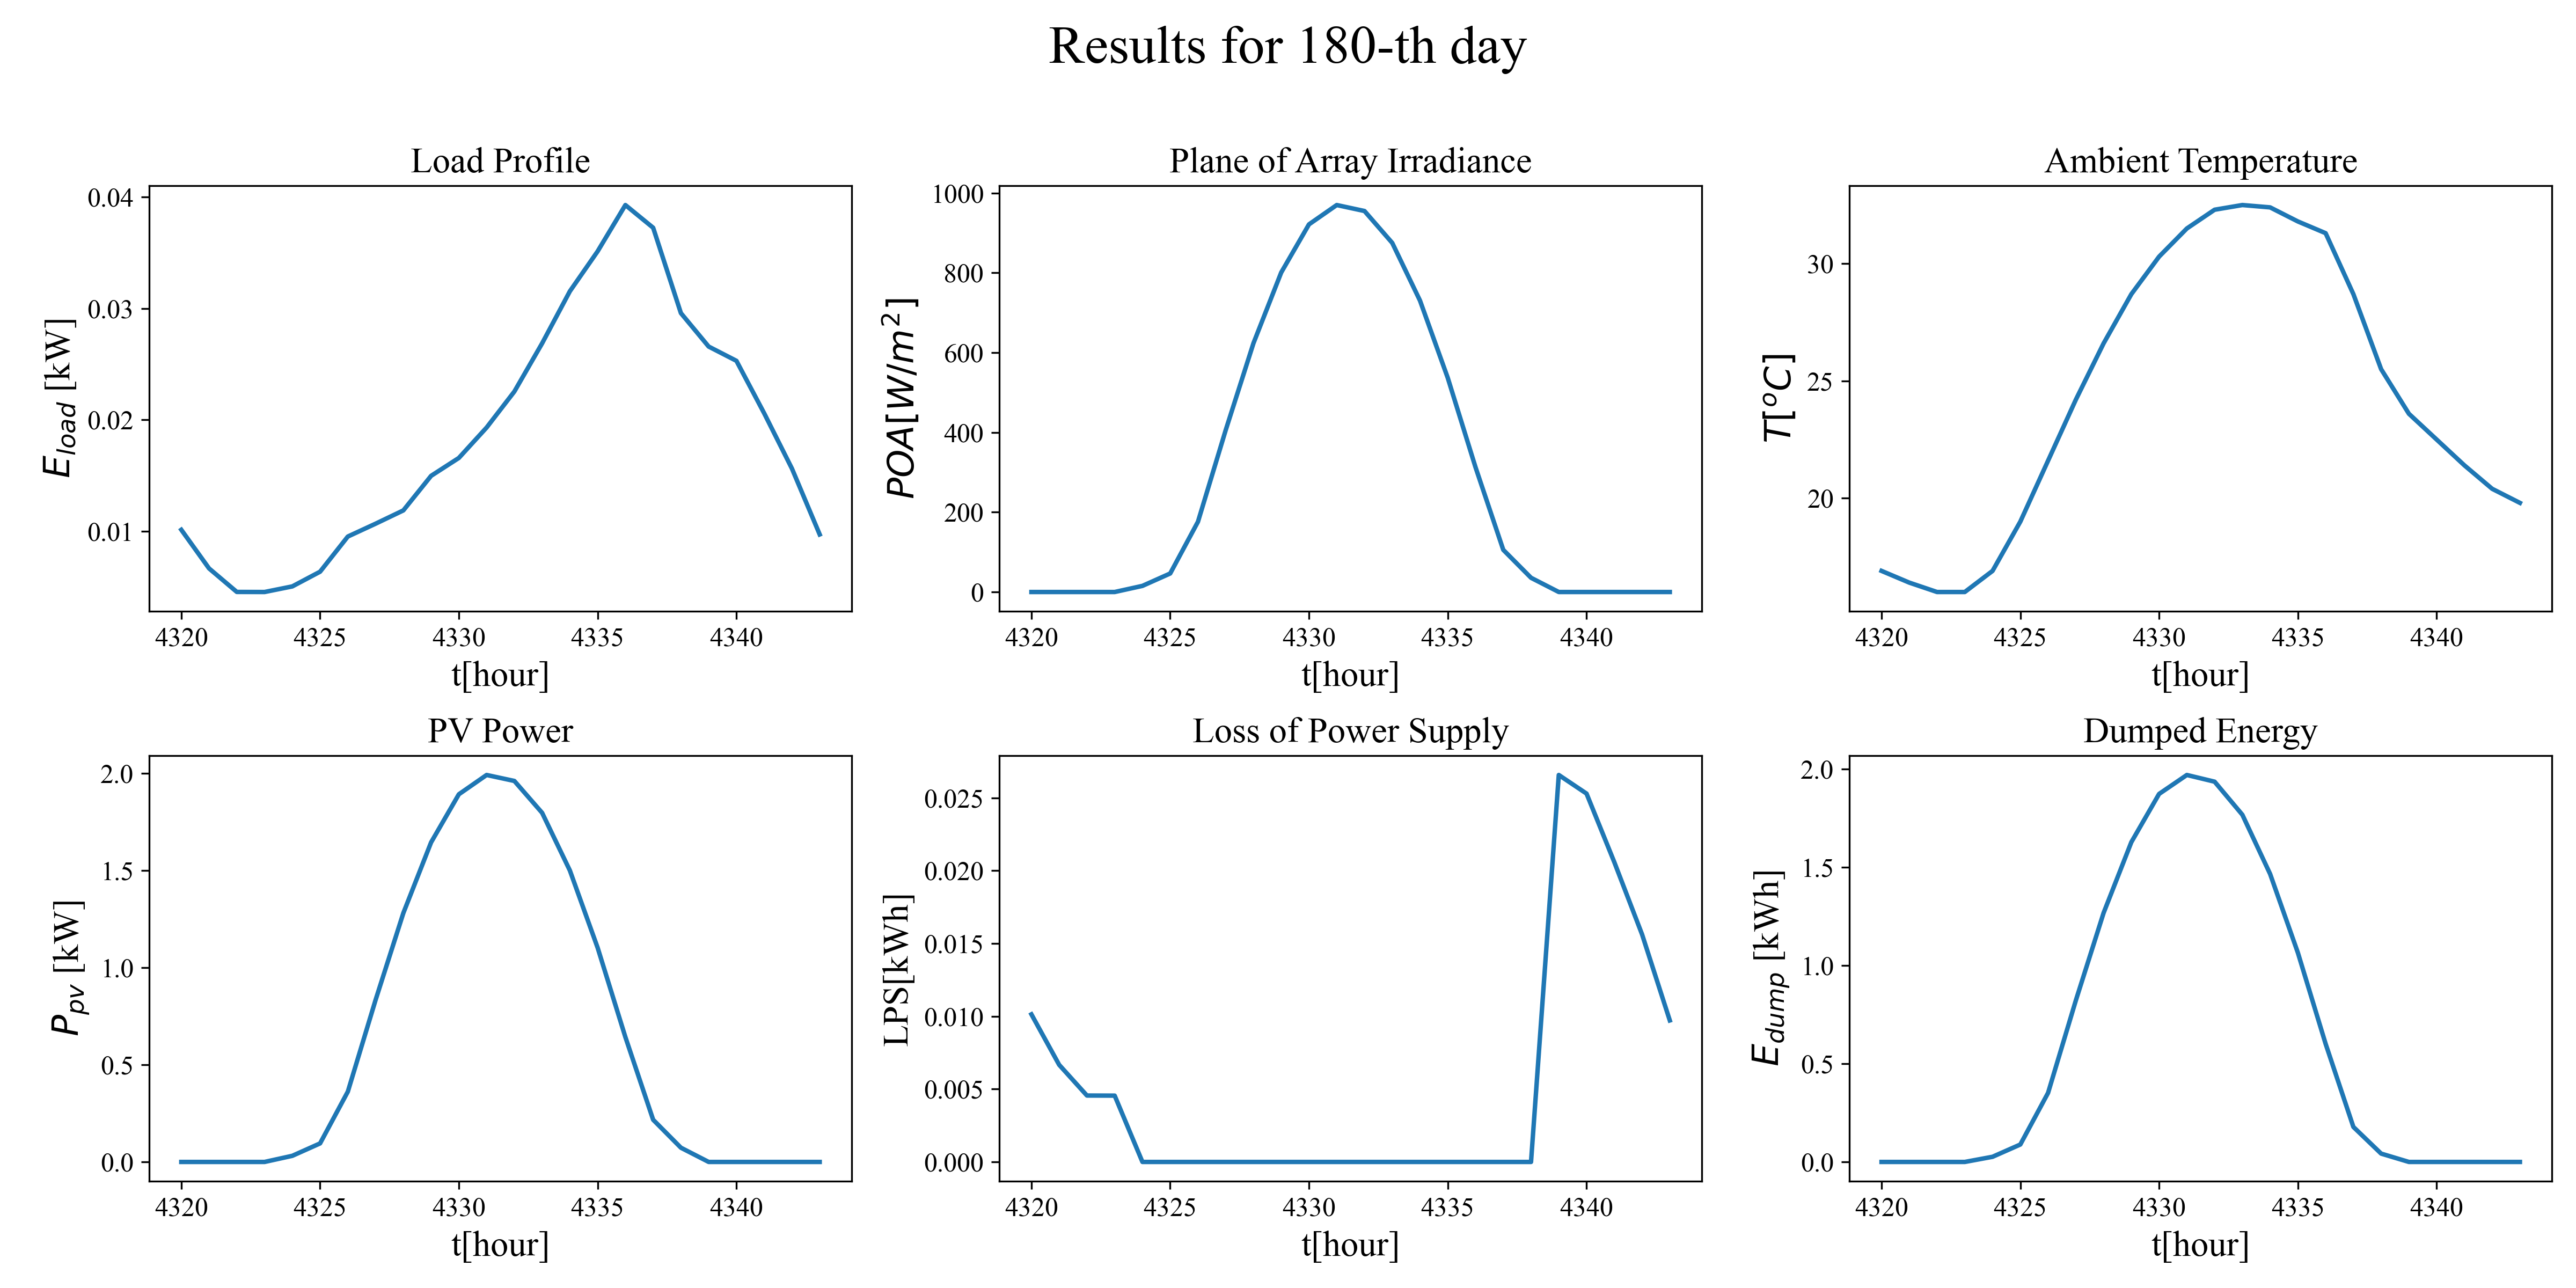 Results for 180-th day
Load Profile
E_load [kW]
0.04
0.03
0.02
0.01
4320 4325 4330 4335 4340
t[hour]
Plane of Array Irradiance
POA[W/m²]
1000
800
600
400
200
0
4320 4325 4330 4335 4340
t[hour]
Ambient Temperature
T[°C]
30
25
20
4320 4325 4330 4335 4340
t[hour]
PV Power
P_pv [kW]
2.0
1.5
1.0
0.5
0.0
4320 4325 4330 4335 4340
t[hour]
Loss of Power Supply
LPS[kWh]
0.025
0.020
0.015
0.010
0.005
0.000
4320 4325 4330 4335 4340
t[hour]
Dumped Energy
E_dump [kWh]
2.0
1.5
1.0
0.5
0.0
4320 4325 4330 4335 4340
t[hour]